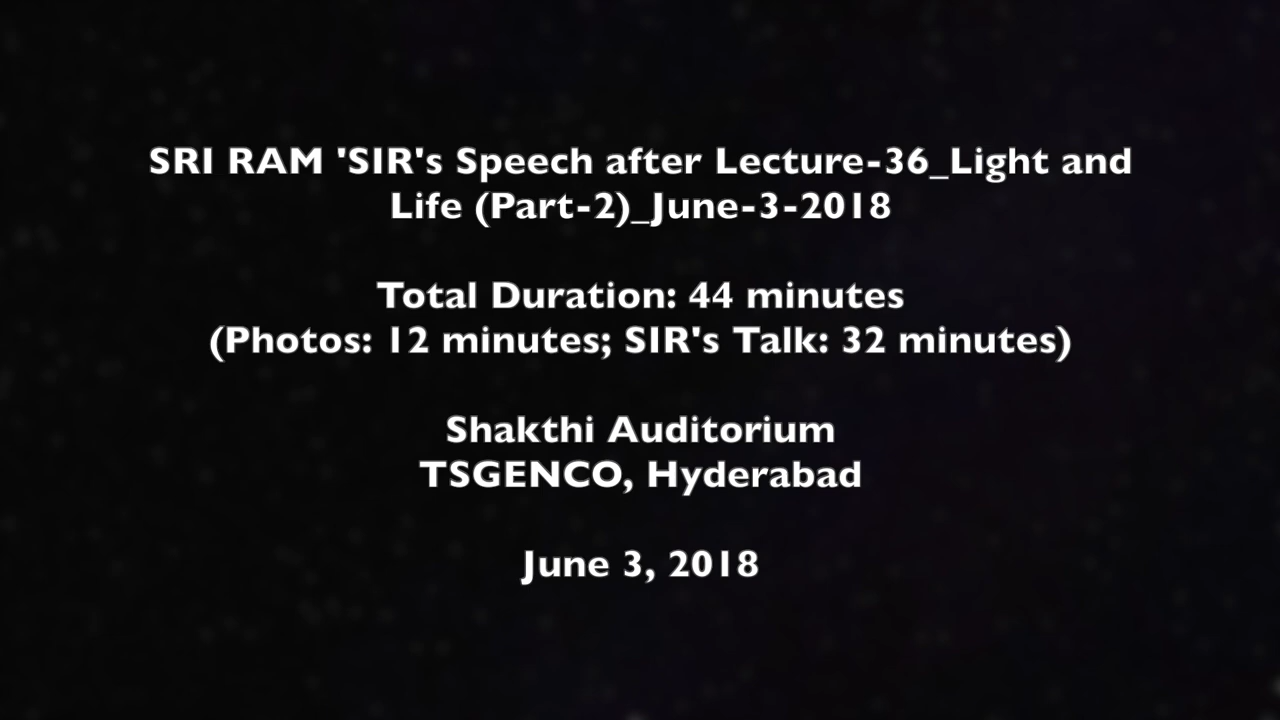 SRI RAM 'SIR's Speech after Lecture-36_Light and
Life (Part-2)_June-3-2018
Total Duration: 44 minutes
(Photos: 12 minutes; SIR's Talk: 32 minutes)
Shakthi Auditorium
TSGENCO, Hyderabad
June 3, 2018